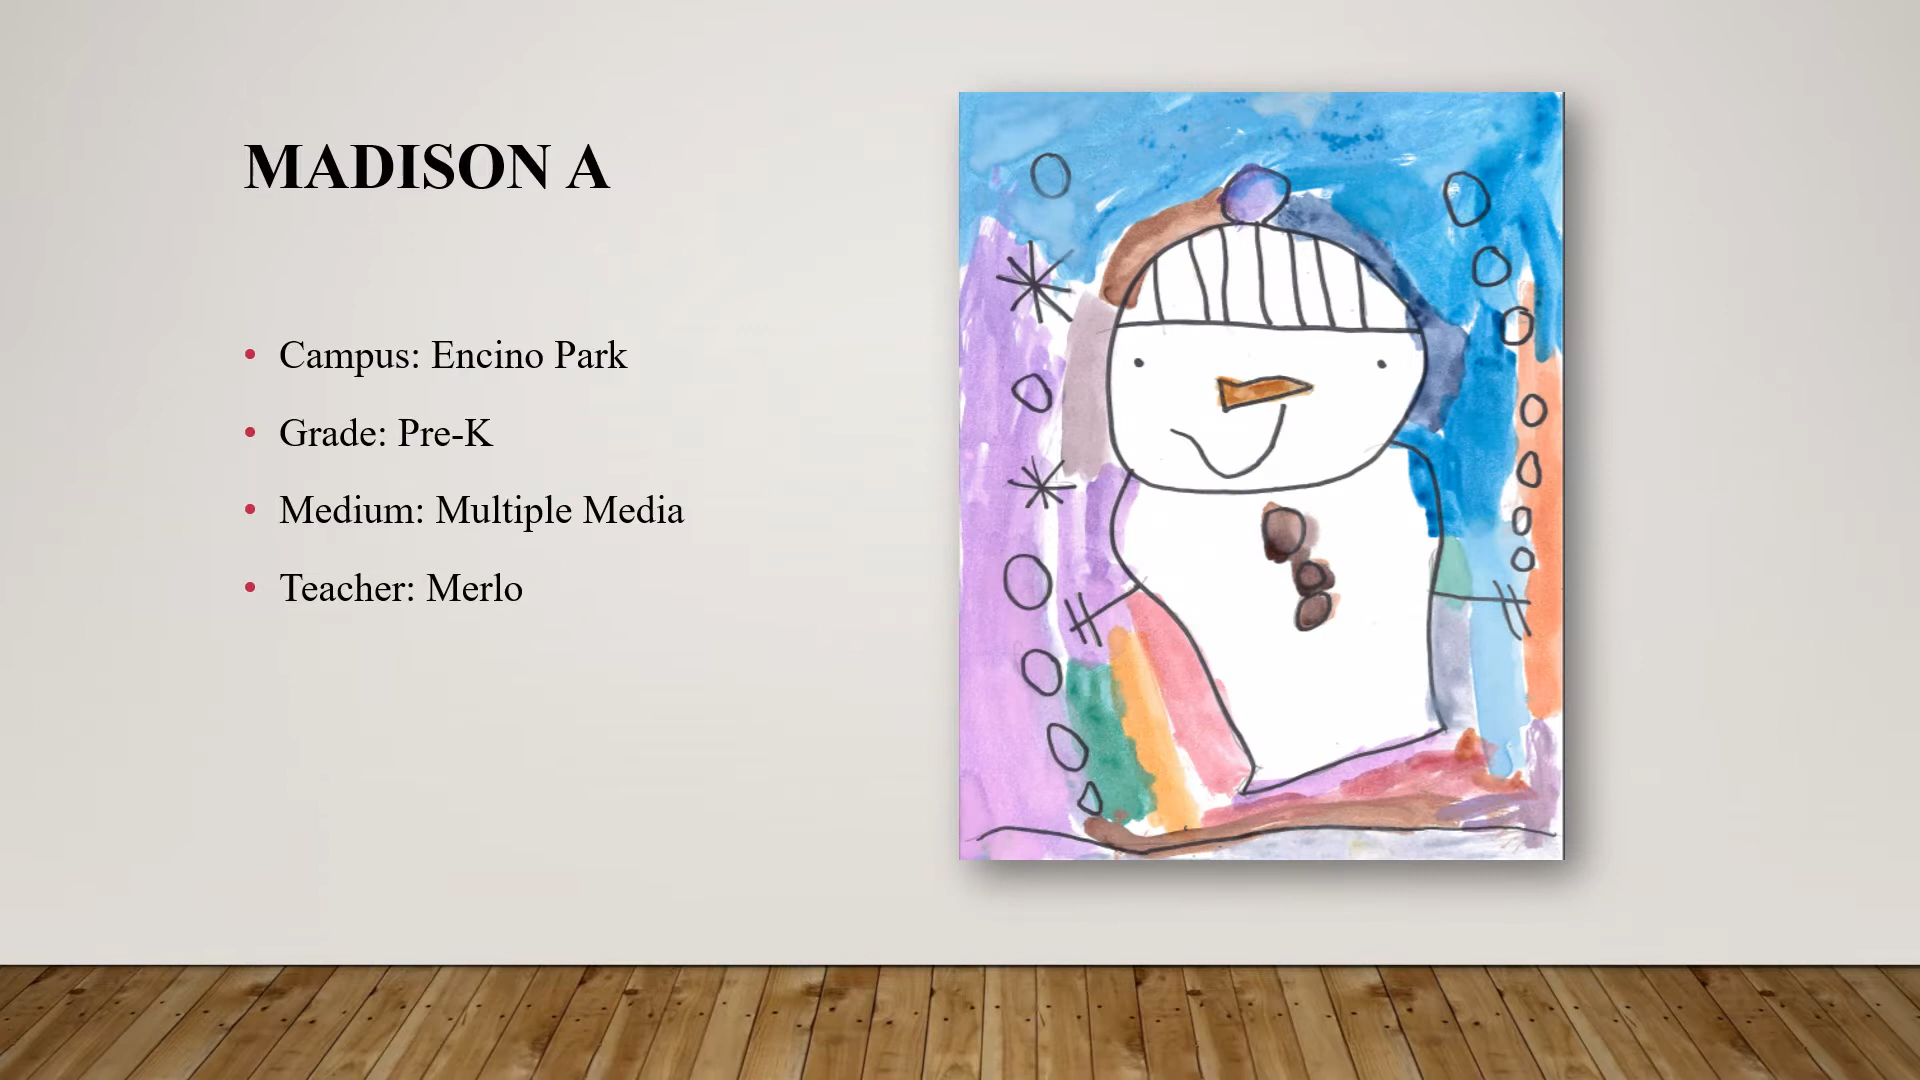 MADISON A
• Campus: Encino Park
• Grade: Pre-K
• Medium: Multiple Media
• Teacher: Merlo